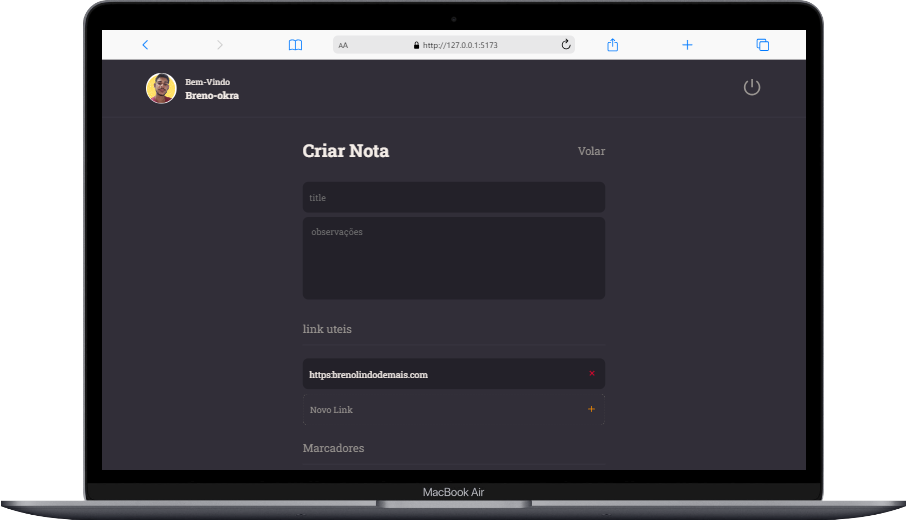 AA
http://127.0.0.1:5173
Bem-Vindo
Breno-okra
Criar Nota
Volar
title
observações
link uteis
https:brenolindodemais.com
Novo Link
Marcadores
MacBook Air